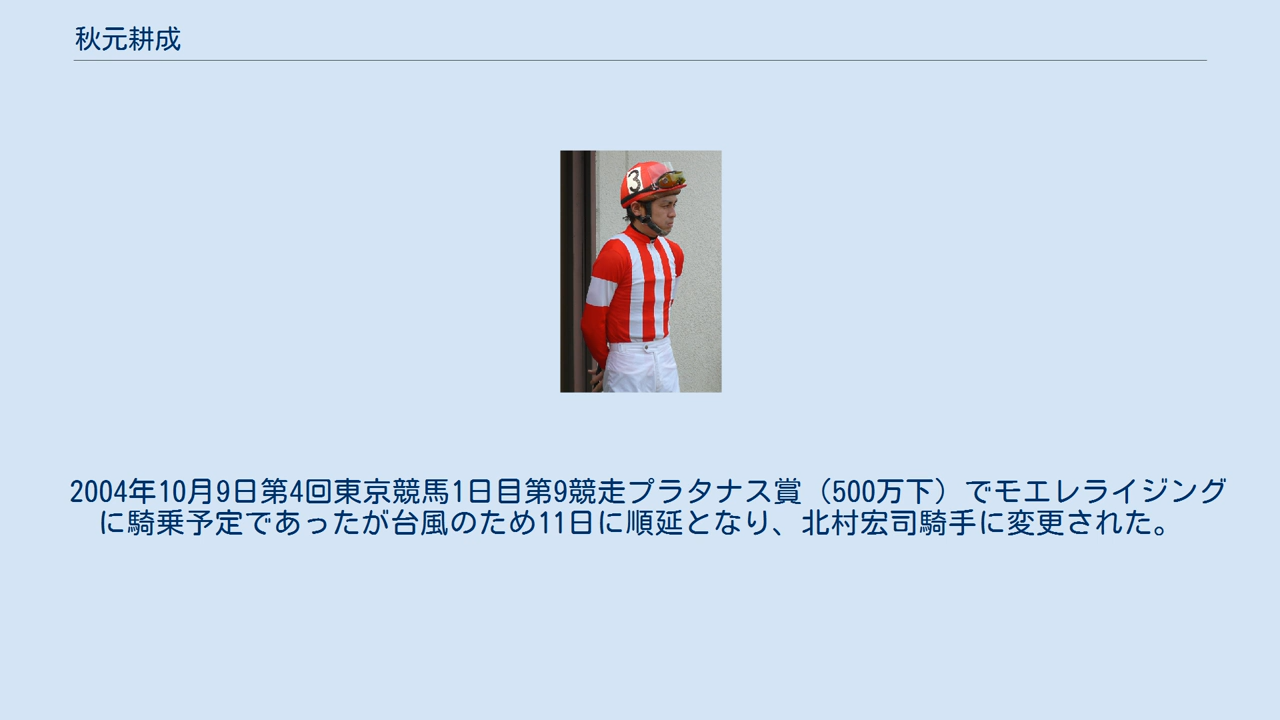 秋元耕成
3
2004年10月9日第4回東京競馬1日目第9競走プラタナス賞（500万下）でモエレライジング
に騎乗予定であったが台風のため11日に順延となり、北村宏司騎手に変更された。